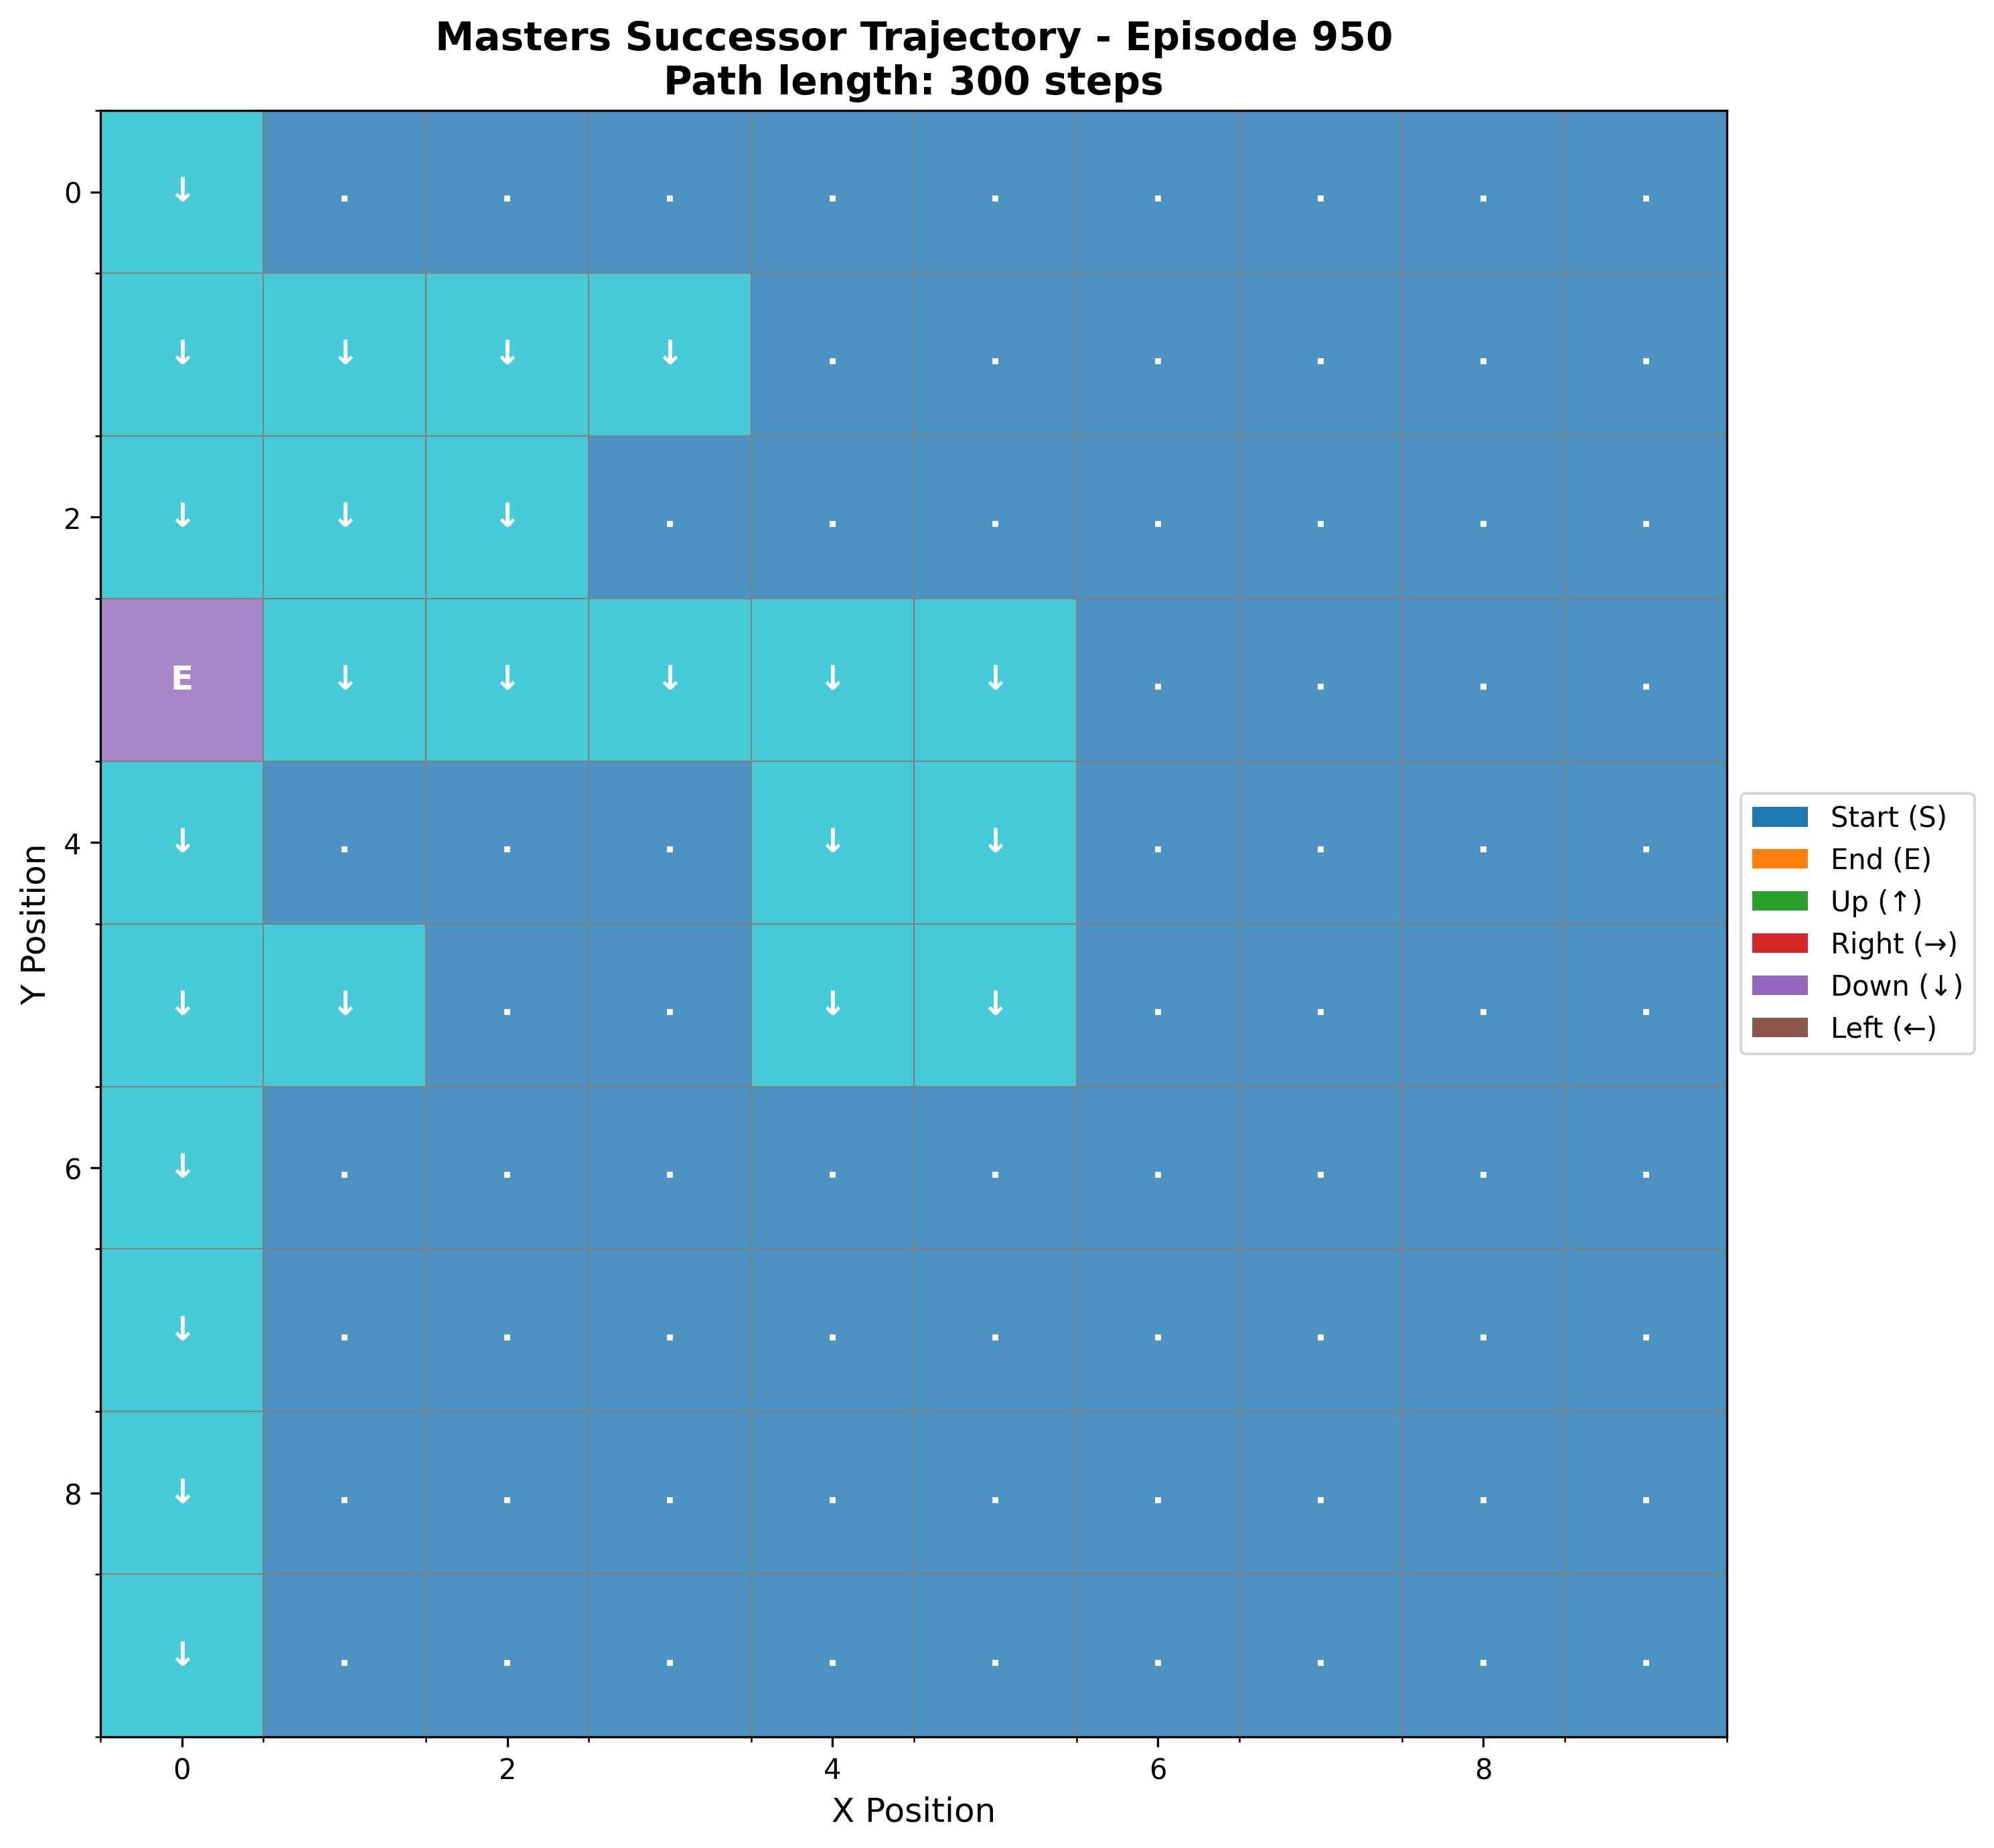 Masters Successor Trajectory - Episode 950
Path length: 300 steps
0 ↓ . . . . . . . . .
↓ ↓ ↓ ↓ . . . . . .
2 ↓ ↓ ↓ . . . . . . .
E ↓ ↓ ↓ ↓ ↓ . . . .
4 ↓ . . . ↓ ↓ . . . .
↓ ↓ . . ↓ ↓ . . . .
6 ↓ . . . . . . . . .
↓ . . . . . . . . .
8 ↓ . . . . . . . . .
↓ . . . . . . . . .
0 2 4 6 8
X Position
Y Position
Start (S)
End (E)
Up (↑)
Right (→)
Down (↓)
Left (←)